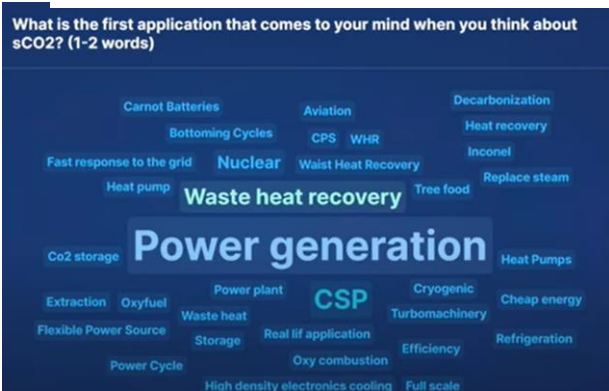 What is the first application that comes to your mind when you think about
sCO2? (1-2 words)
Carnot Batteries
Aviation
Decarbonization
Bottoming Cycles
CPS
WHR
Heat recovery
Fast response to the grid
Nuclear
Waist Heat Recovery
Inconel
Replace steam
Heat pump
Waste heat recovery
Tree food
Co2 storage
Power generation
Heat Pumps
Power plant
CSP
Cryogenic
Extraction
Oxyfuel
Cheap energy
Waste heat
Turbomachinery
Flexible Power Source
Storage
Real lif application
Refrigeration
Efficiency
Power Cycle
Oxy combustion
High density electronics cooling
Full scale